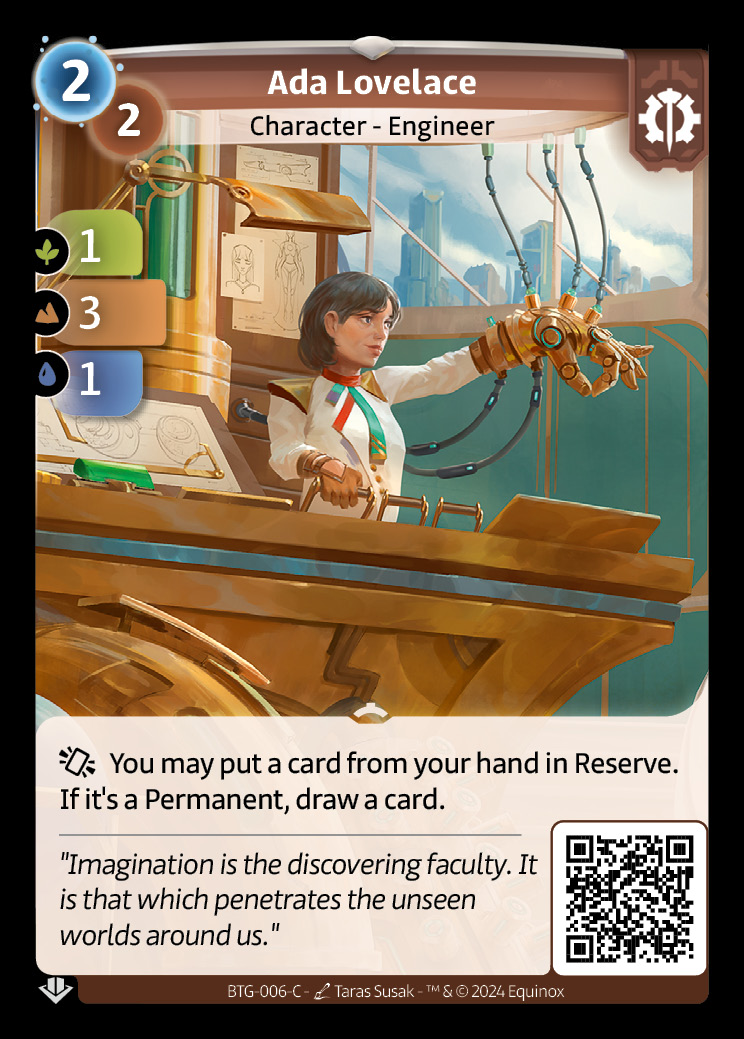 2
Ada Lovelace
2
Character - Engineer
1
3
1
You may put a card from your hand in Reserve.
If it's a Permanent, draw a card.
"Imagination is the discovering faculty. It
is that which penetrates the unseen
worlds around us."
BTG-006-C - Taras Susak - ™ & © 2024 Equinox